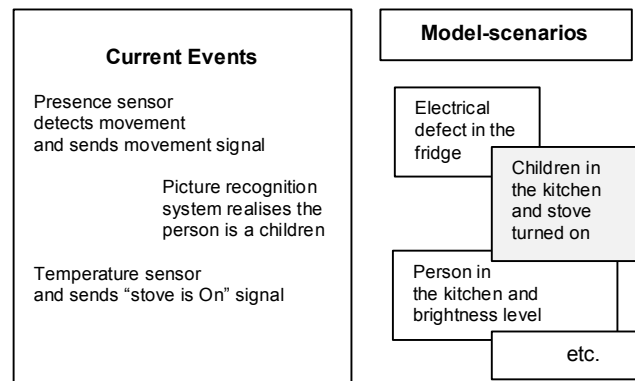 Current Events
Presence sensor
detects movement
and sends movement signal
Picture recognition
system realises the
person is a children
Temperature sensor
and sends “stove is On” signal
Model-scenarios
Electrical
defect in the
fridge
Children in
the kitchen
and stove
turned on
Person in
the kitchen and
brightness level
etc.